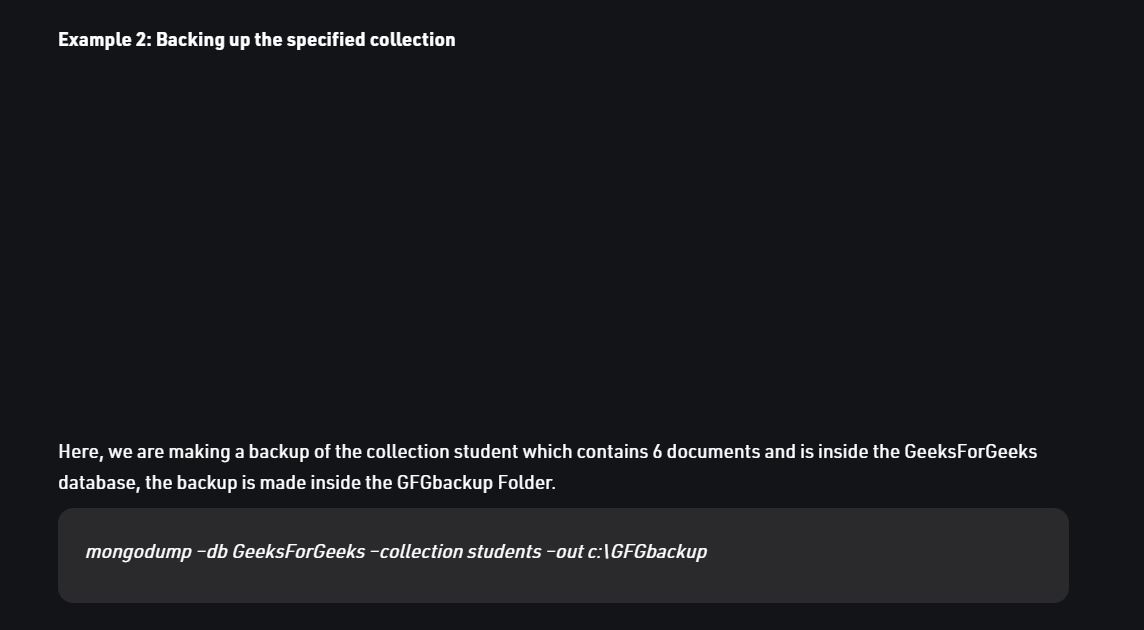 Example 2: Backing up the specified collection
Here, we are making a backup of the collection student which contains 6 documents and is inside the GeeksForGeeks
database, the backup is made inside the GFGbackup Folder.
mongodump –db GeeksForGeeks –collection students –out c:\GFGbackup